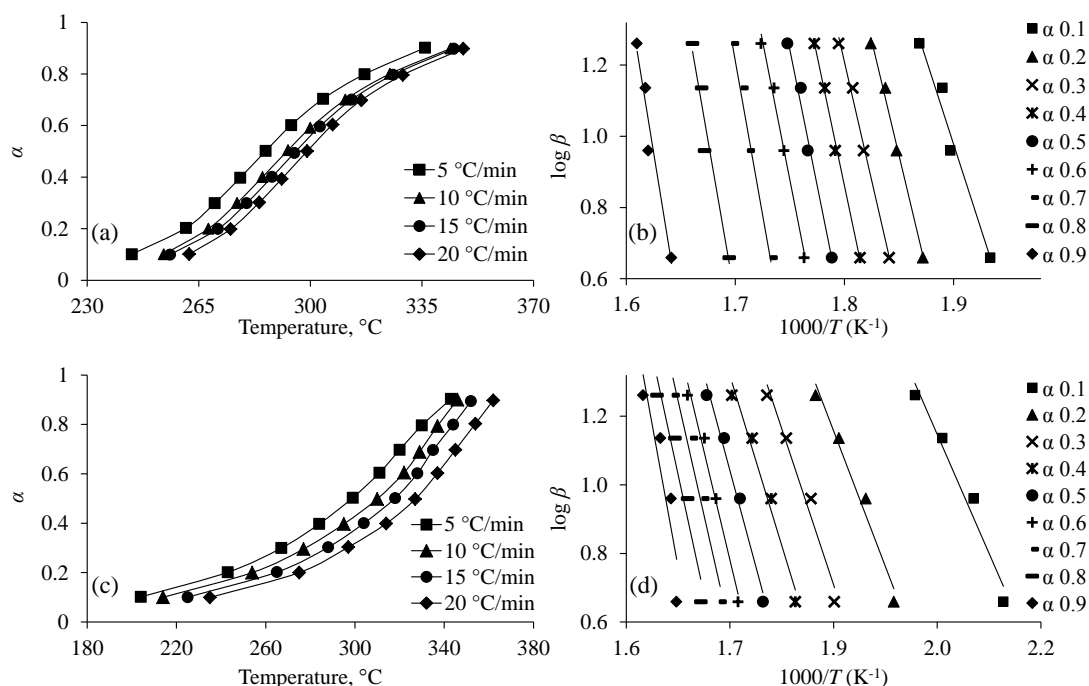 1
0.8
0.6
0.4
0.2
0
α
(a)
5 °C/min
10 °C/min
15 °C/min
20 °C/min
230
265
300
335
370
Temperature, °C
1.2
1.0
0.8
0.6
log β
(b)
1.6
1.7
1.8
1.9
1000/T (K-1)
α 0.1
α 0.2
α 0.3
α 0.4
α 0.5
α 0.6
α 0.7
α 0.8
α 0.9
1
0.8
0.6
0.4
0.2
0
α
(c)
5 °C/min
10 °C/min
15 °C/min
20 °C/min
180
220
260
300
340
380
Temperature, °C
1.2
1.0
0.8
0.6
log β
(d)
1.6
1.7
1.9
2.0
2.2
1000/T (K-1)
α 0.1
α 0.2
α 0.3
α 0.4
α 0.5
α 0.6
α 0.7
α 0.8
α 0.9